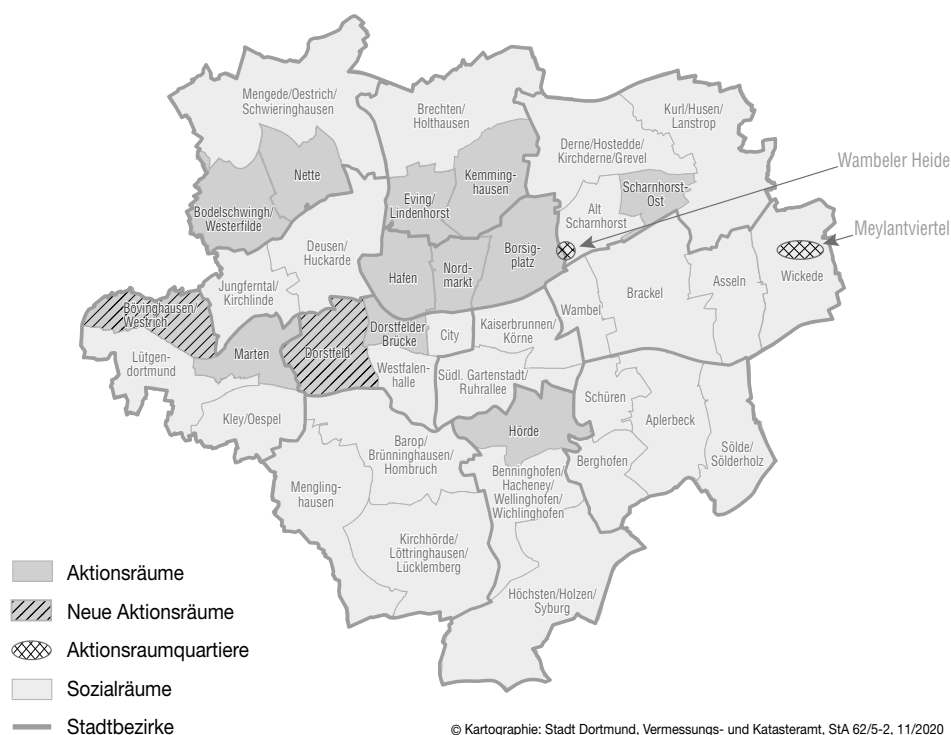 Mengede/Oestrich/
Schwieringhausen
Brechten/
Holthausen
Kurl/Husen/
Lanstrop
Derne/Hostedde/
Kirchderne/Grevel
Wambeler Heide
Nette
Kemming-
hausen
Scharnhorst-
Ost
Bodelschwingh/
Westerfilde
Eving/
Lindenhorst
Alt
Scharnhorst
Meylantviertel
Deusen/
Huckarde
Hafen
Nord-
markt
Borsig-
platz
Wickede
Asseln
Brackel
Jungferntal/
Kirchlinde
Bövinghausen/
Westrich
Wambel
Dorstfelder
Brücke
City
Kaiserbrunnen/
Körne
Lütgen-
dortmund
Marten
Dorstfeld
Westfalen-
halle
Südl. Gartenstadt/
Ruhrallee
Schüren
Aplerbeck
Kley/Oespel
Hörde
Barop/
Brünninghausen/
Hombruch
Berghofen
Sölde/
Sölderholz
Mengling-
hausen
Benninghofen/
Hacheney/
Wellinghofen/
Wichlinghofen
Kirchhörde/
Löttringhausen/
Lücklemberg
Höchsten/Holzen/
Syburg
Aktionsräume
Neue Aktionsräume
Aktionsraumquartiere
Sozialräume
Stadtbezirke
© Kartographie: Stadt Dortmund, Vermessungs- und Katasteramt, StA 62/5-2, 11/2020